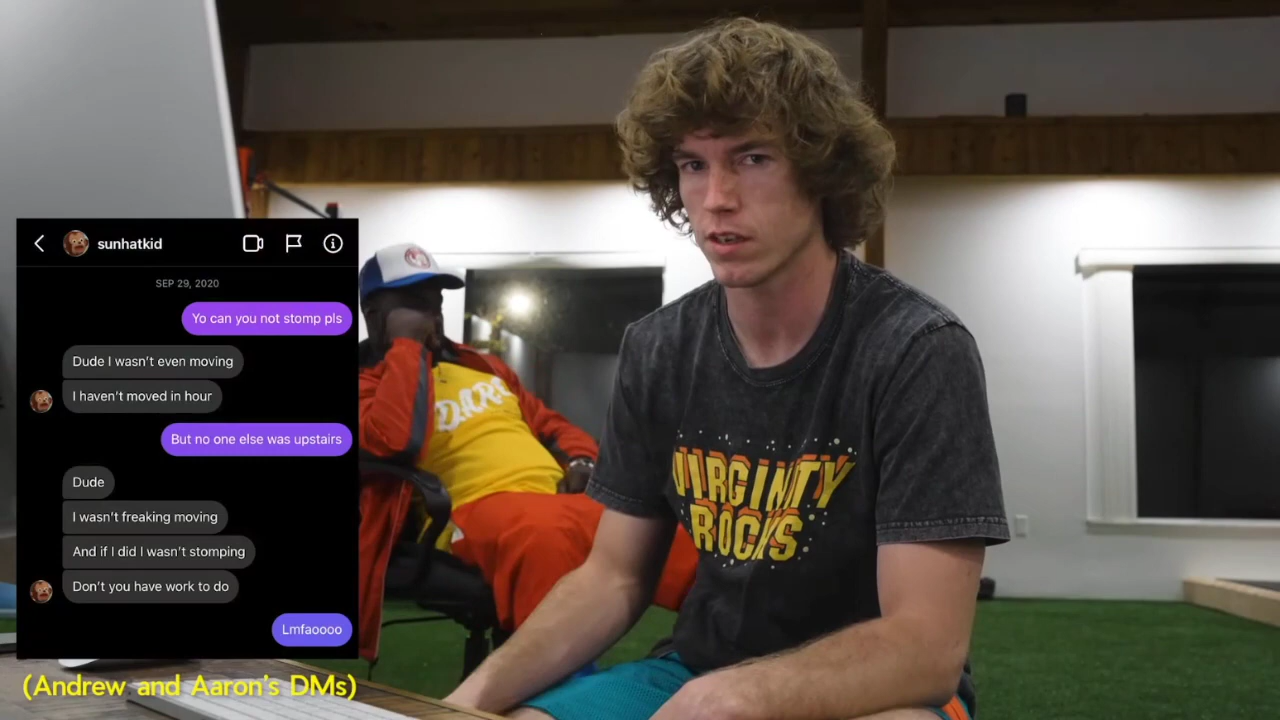 sunhatkid
SEP 29, 2020
Yo can you not stomp pls
Dude I wasn't even moving
I haven't moved in hour
But no one else was upstairs
Dude
I wasn't freaking moving
And if I did I wasn't stomping
Don't you have work to do
Lmfaoooo
(Andrew and Aaron's DMs)
DARE
VIRGINITY
ROCKS